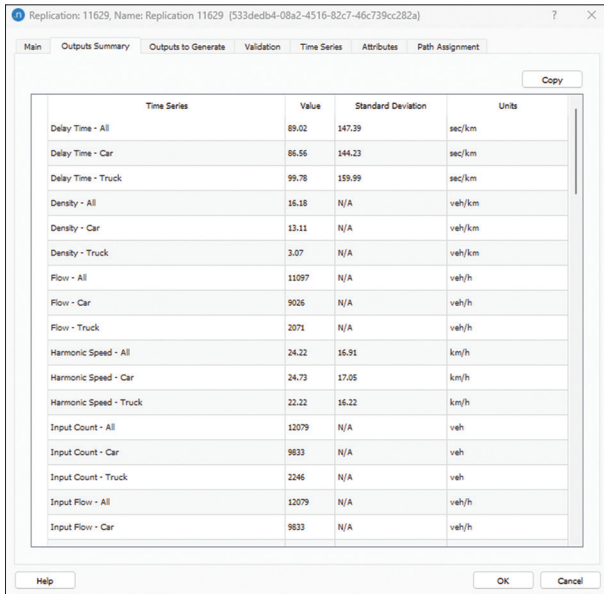 Replication: 11629, Name: Replication 11629 {533dedb4-08a2-4516-82c7-46c739cc282a} ? ×
Main Outputs Summary Outputs to Generate Validation Time Series Attributes Path Assignment
Copy
Time Series Value Standard Deviation Units
Delay Time - All 89.02 147.39 sec/km
Delay Time - Car 86.56 144.23 sec/km
Delay Time - Truck 99.78 159.99 sec/km
Density - All 16.18 N/A veh/km
Density - Car 13.11 N/A veh/km
Density - Truck 3.07 N/A veh/km
Flow - All 11097 N/A veh/h
Flow - Car 9026 N/A veh/h
Flow - Truck 2071 N/A veh/h
Harmonic Speed - All 24.22 16.91 km/h
Harmonic Speed - Car 24.73 17.05 km/h
Harmonic Speed - Truck 22.22 16.22 km/h
Input Count - All 12079 N/A veh
Input Count - Car 9833 N/A veh
Input Count - Truck 2246 N/A veh
Input Flow - All 12079 N/A veh/h
Input Flow - Car 9833 N/A veh/h
Help OK Cancel